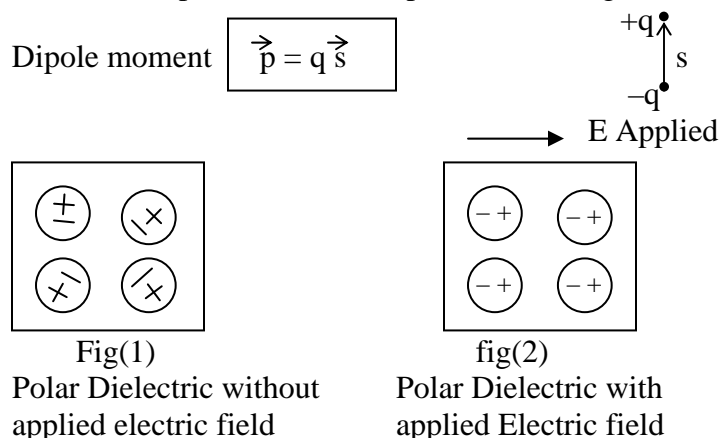 +q
Dipole moment p⃗ = q s⃗
s
–q
E Applied
+ – + –
– + – +
+ – – +
– + – +
Fig(1) fig(2)
Polar Dielectric without Polar Dielectric with
applied electric field applied Electric field